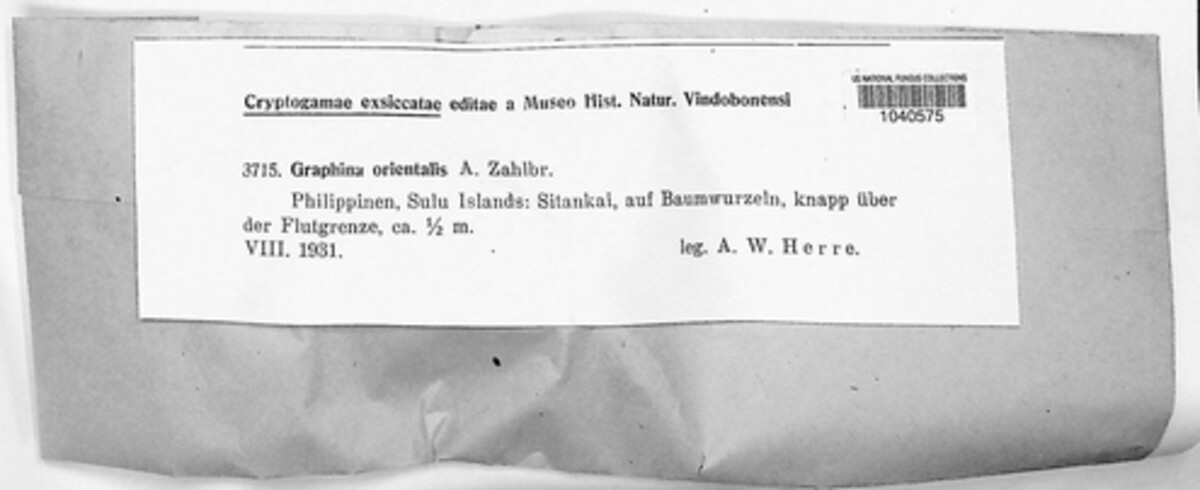 Cryptogamae exsiccatae editae a Museo Hist. Natur. Vindobonensi
US NATIONAL FUNGUS COLLECTIONS
1040575
3715. Graphina orientalis A. Zahlbr.
Philippinen, Sulu Islands: Sitankai, auf Baumwurzeln, knapp über
der Flutgrenze, ca. ½ m.
VIII. 1931. leg. A. W. Herre.